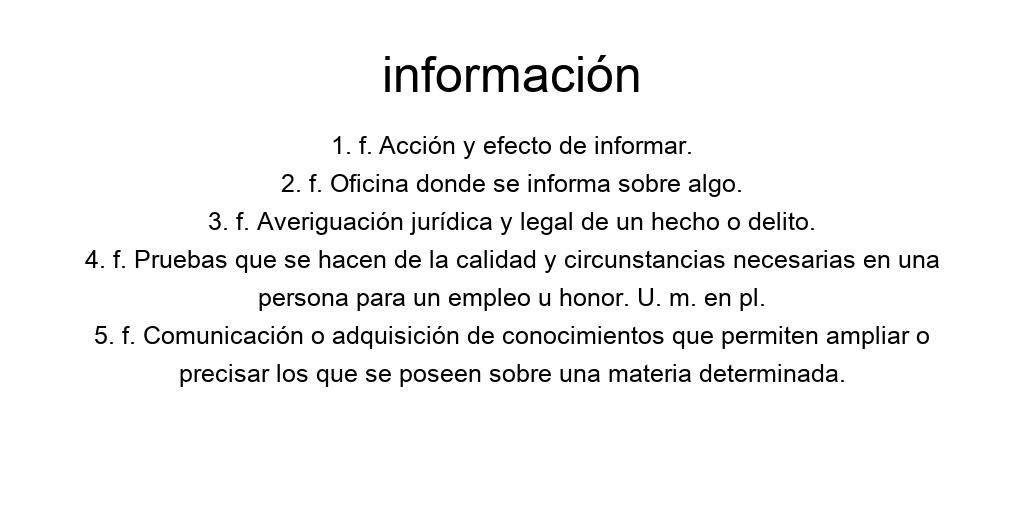 información
1. f. Acción y efecto de informar.
2. f. Oficina donde se informa sobre algo.
3. f. Averiguación jurídica y legal de un hecho o delito.
4. f. Pruebas que se hacen de la calidad y circunstancias necesarias en una
persona para un empleo u honor. U. m. en pl.
5. f. Comunicación o adquisición de conocimientos que permiten ampliar o
precisar los que se poseen sobre una materia determinada.